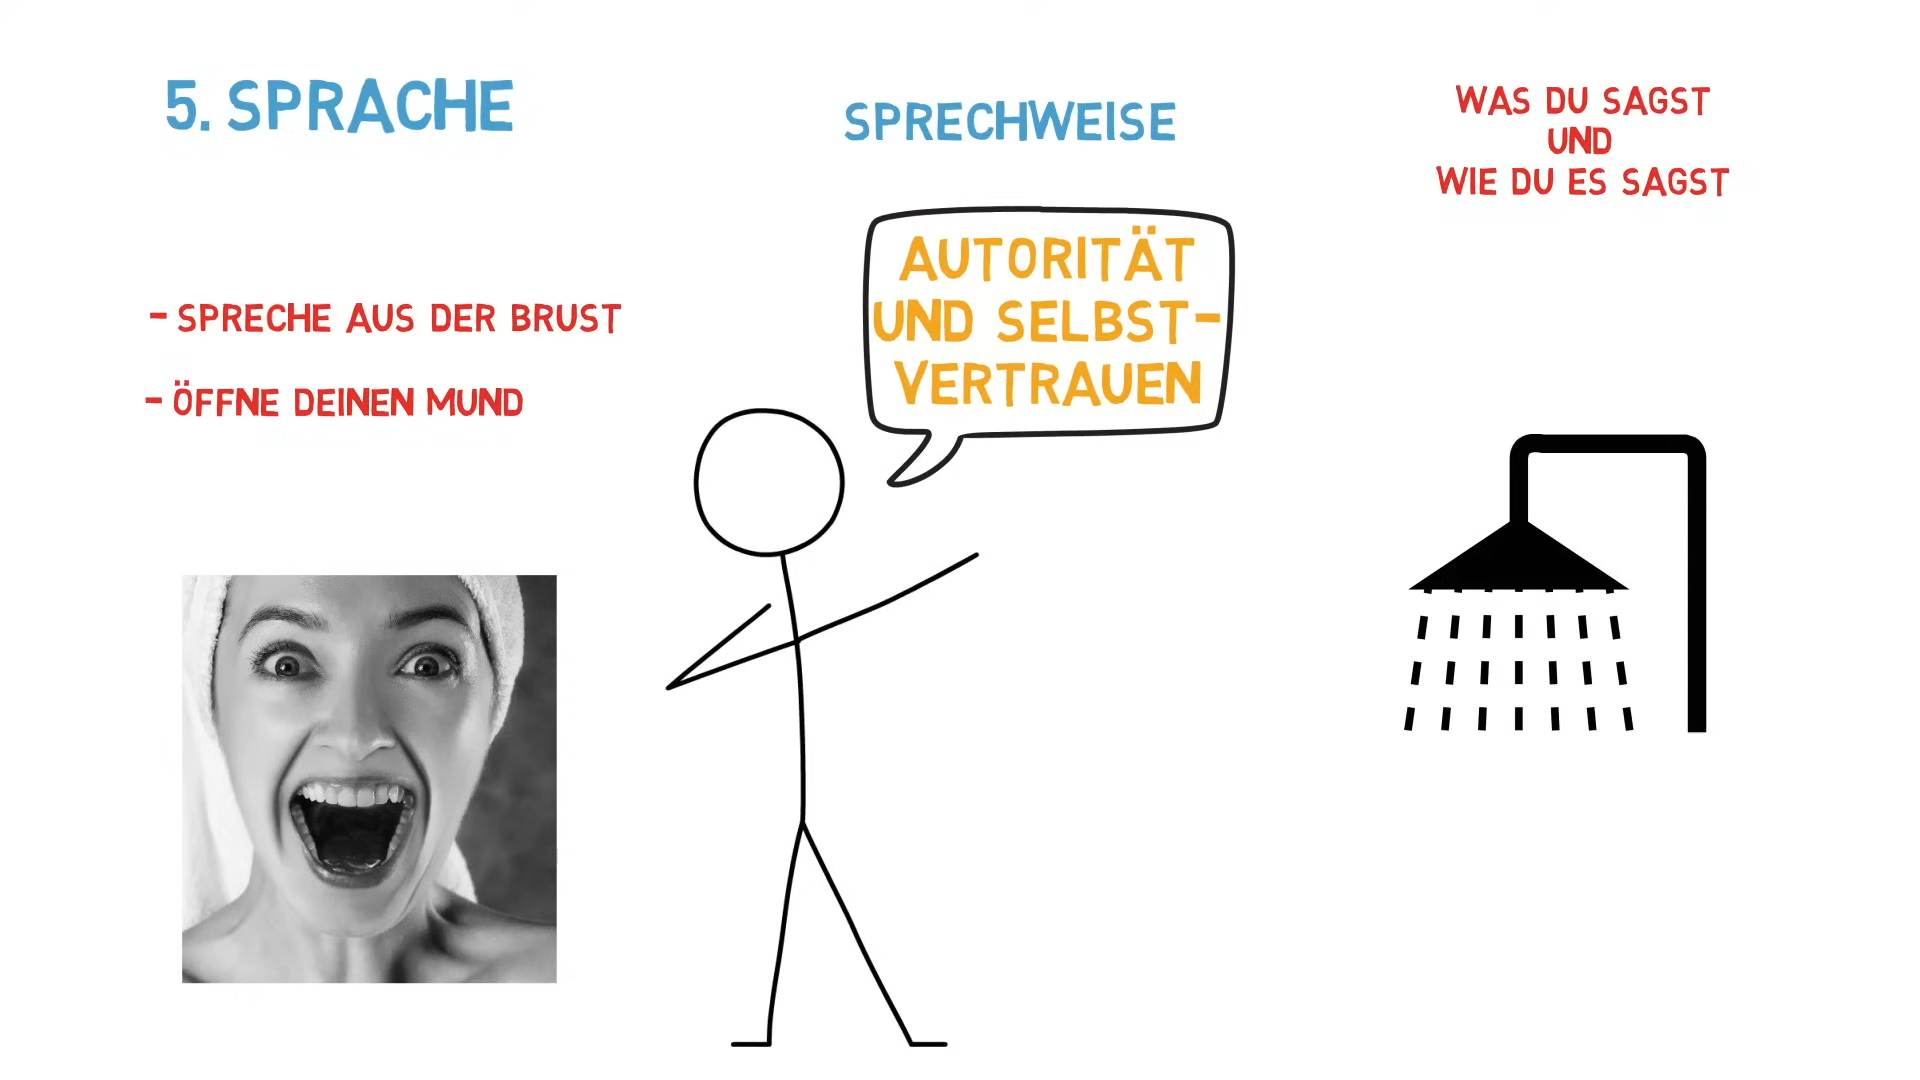 5. SPRACHE
SPRECHWEISE
WAS DU SAGST
UND
WIE DU ES SAGST
- SPRECHE AUS DER BRUST
- ÖFFNE DEINEN MUND
AUTORITÄT
UND SELBST-
VERTRAUEN